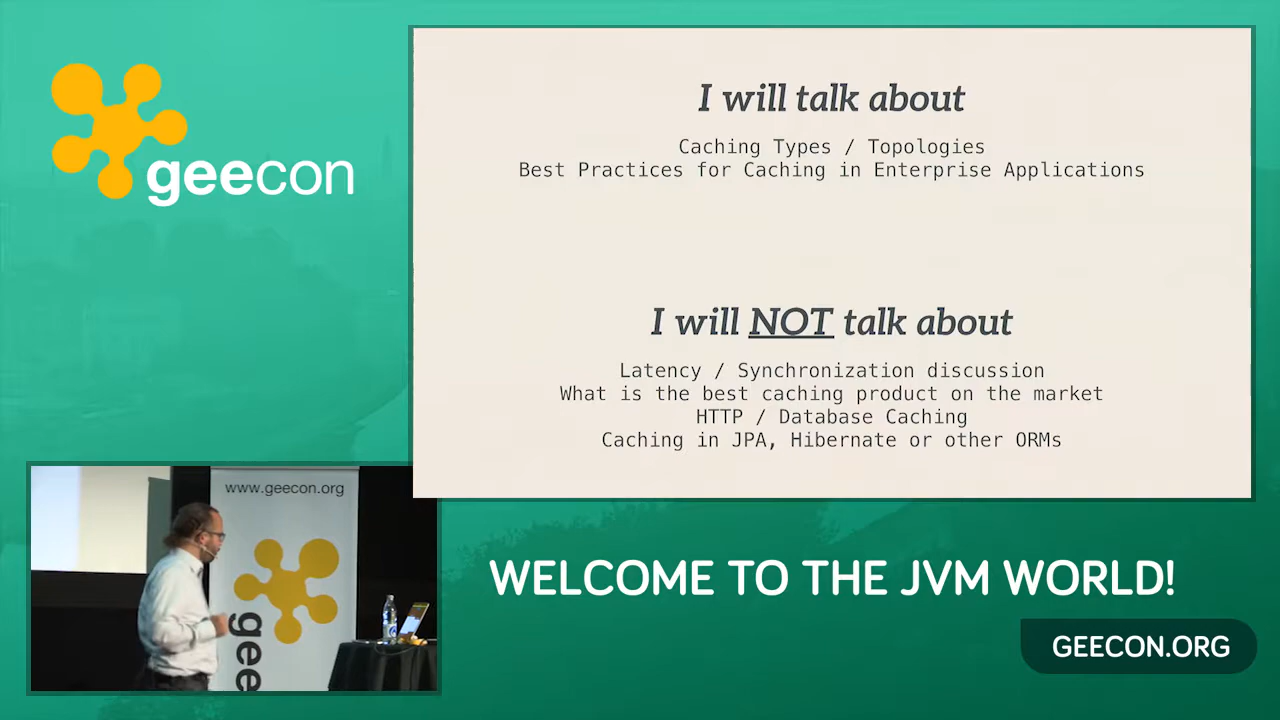 geecon
I will talk about
Caching Types / Topologies
Best Practices for Caching in Enterprise Applications
I will NOT talk about
Latency / Synchronization discussion
What is the best caching product on the market
HTTP / Database Caching
Caching in JPA, Hibernate or other ORMs
www.geecon.org
gee
WELCOME TO THE JVM WORLD!
GEECON.ORG